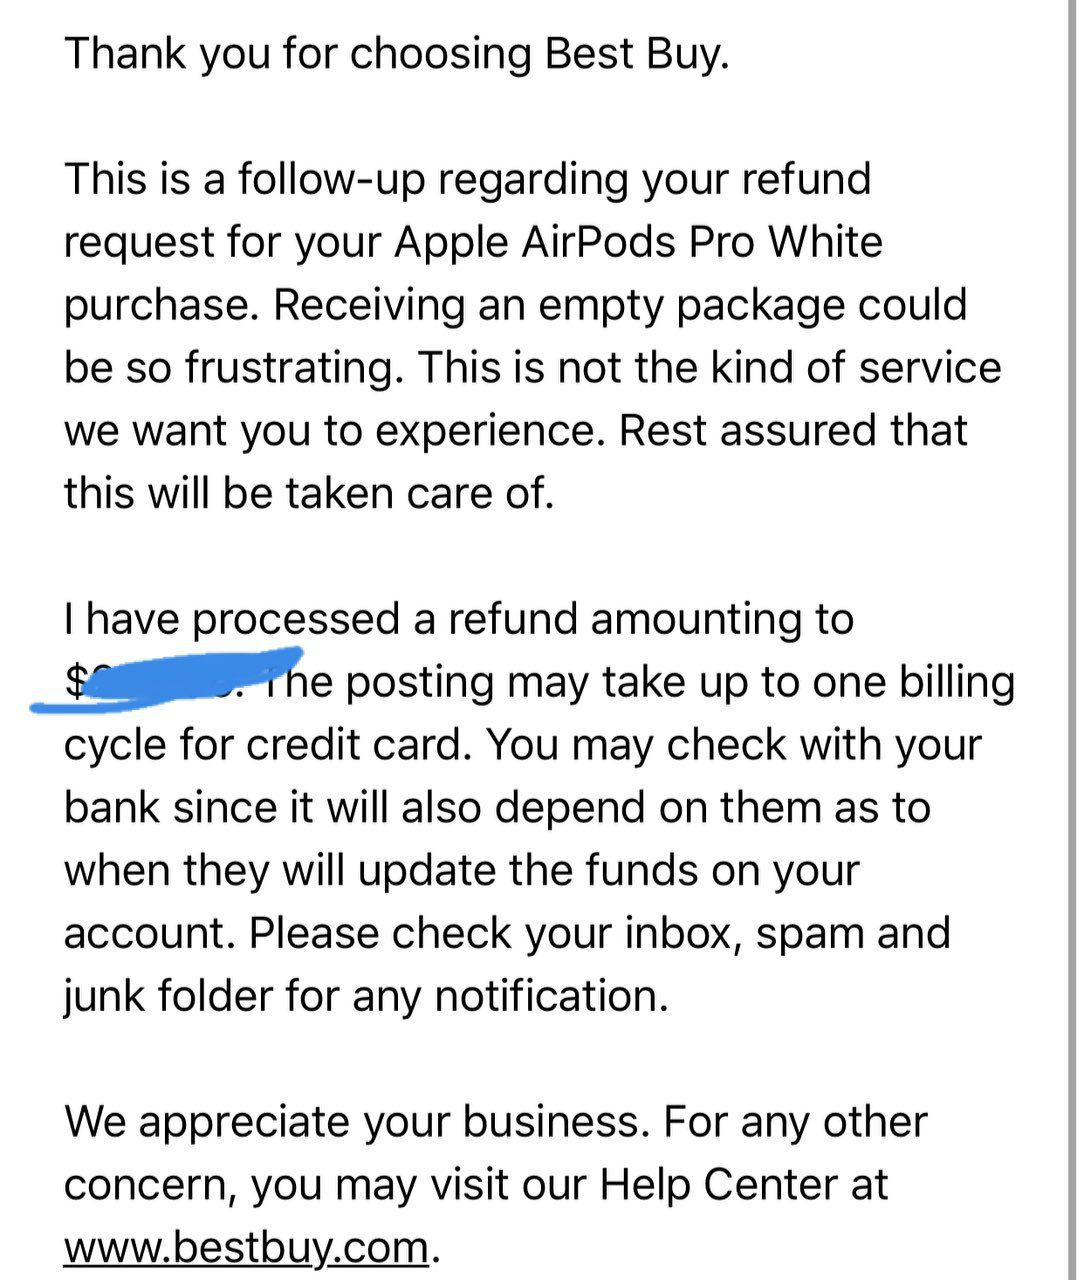 Thank you for choosing Best Buy.
This is a follow-up regarding your refund
request for your Apple AirPods Pro White
purchase. Receiving an empty package could
be so frustrating. This is not the kind of service
we want you to experience. Rest assured that
this will be taken care of.
I have processed a refund amounting to
$ The posting may take up to one billing
cycle for credit card. You may check with your
bank since it will also depend on them as to
when they will update the funds on your
account. Please check your inbox, spam and
junk folder for any notification.
We appreciate your business. For any other
concern, you may visit our Help Center at
www.bestbuy.com.